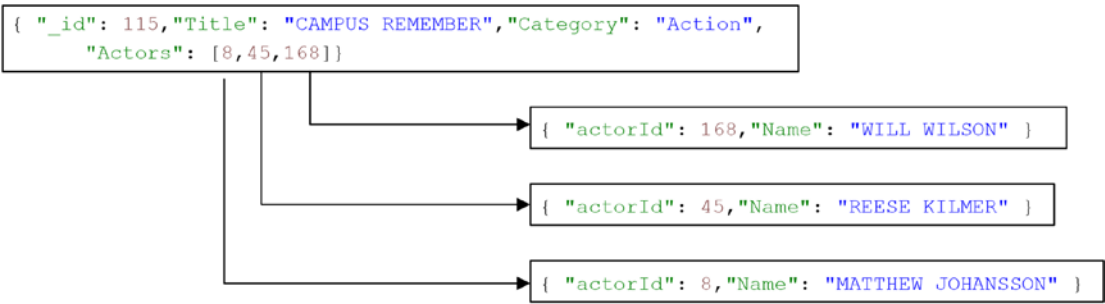 { "_id": 115,"Title": "CAMPUS REMEMBER","Category": "Action",
"Actors": [8,45,168]}
{ "actorId": 168,"Name": "WILL WILSON" }
{ "actorId": 45,"Name": "REESE KILMER" }
{ "actorId": 8,"Name": "MATTHEW JOHANSSON" }